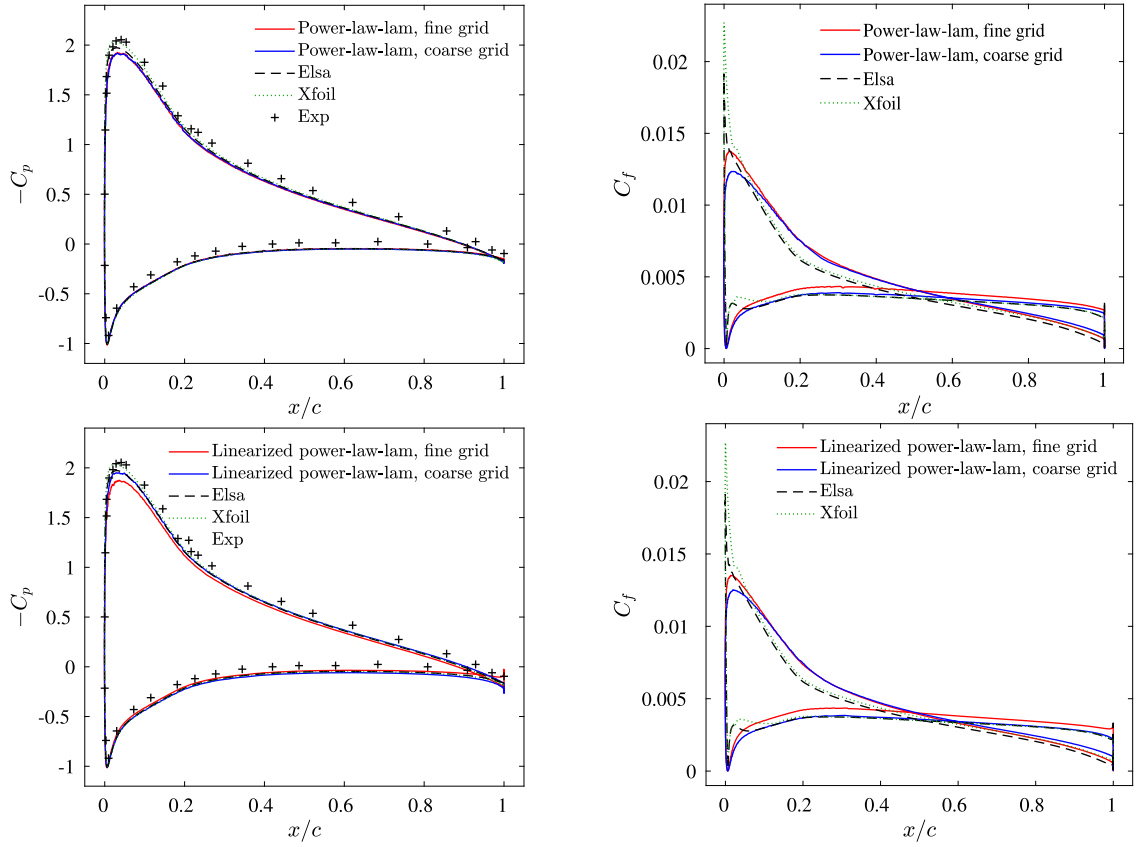 Power-law-lam, fine grid
Power-law-lam, coarse grid
Elsa
Xfoil
Exp
2
1.5
1
0.5
0
-0.5
-1
−C_p
0 0.2 0.4 0.6 0.8 1
x/c
Power-law-lam, fine grid
Power-law-lam, coarse grid
Elsa
Xfoil
0.02
0.015
0.01
0.005
0
C_f
0 0.2 0.4 0.6 0.8 1
x/c
Linearized power-law-lam, fine grid
Linearized power-law-lam, coarse grid
Elsa
Xfoil
Exp
2
1.5
1
0.5
0
-0.5
-1
−C_p
0 0.2 0.4 0.6 0.8 1
x/c
Linearized power-law-lam, fine grid
Linearized power-law-lam, coarse grid
Elsa
Xfoil
0.02
0.015
0.01
0.005
0
C_f
0 0.2 0.4 0.6 0.8 1
x/c